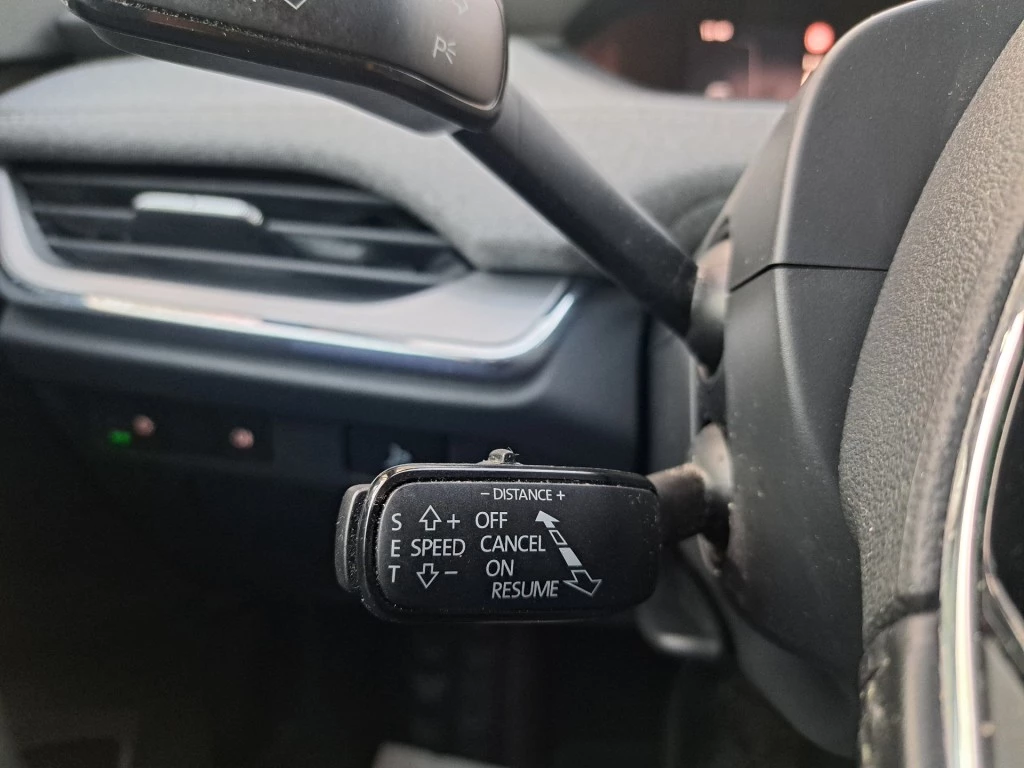 P
- DISTANCE +
S + OFF
E SPEED CANCEL
T - ON
RESUME